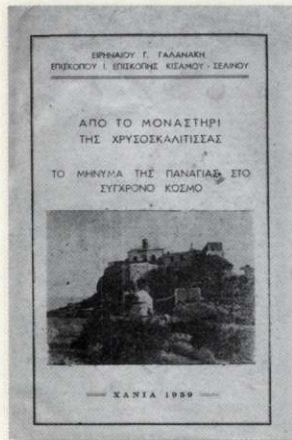 ΕΙΡΗΝΑΙΟΥ Γ. ΓΑΛΑΝΑΚΗ
ΕΠΙΣΚΟΠΟΥ Ι. ΕΠΙΣΚΟΠΗΣ ΚΙΣΑΜΟΥ - ΣΕΛΙΝΟΥ
ΑΠΟ ΤΟ ΜΟΝΑΣΤΗΡΙ
ΤΗΣ ΧΡΥΣΟΣΚΑΛΙΤΙΣΣΑΣ
ΤΟ ΜΗΝΥΜΑ ΤΗΣ ΠΑΝΑΓΙΑΣ ΣΤΟ
ΣΥΓΧΡΟΝΟ ΚΟΣΜΟ
ΧΑΝΙΑ 1959